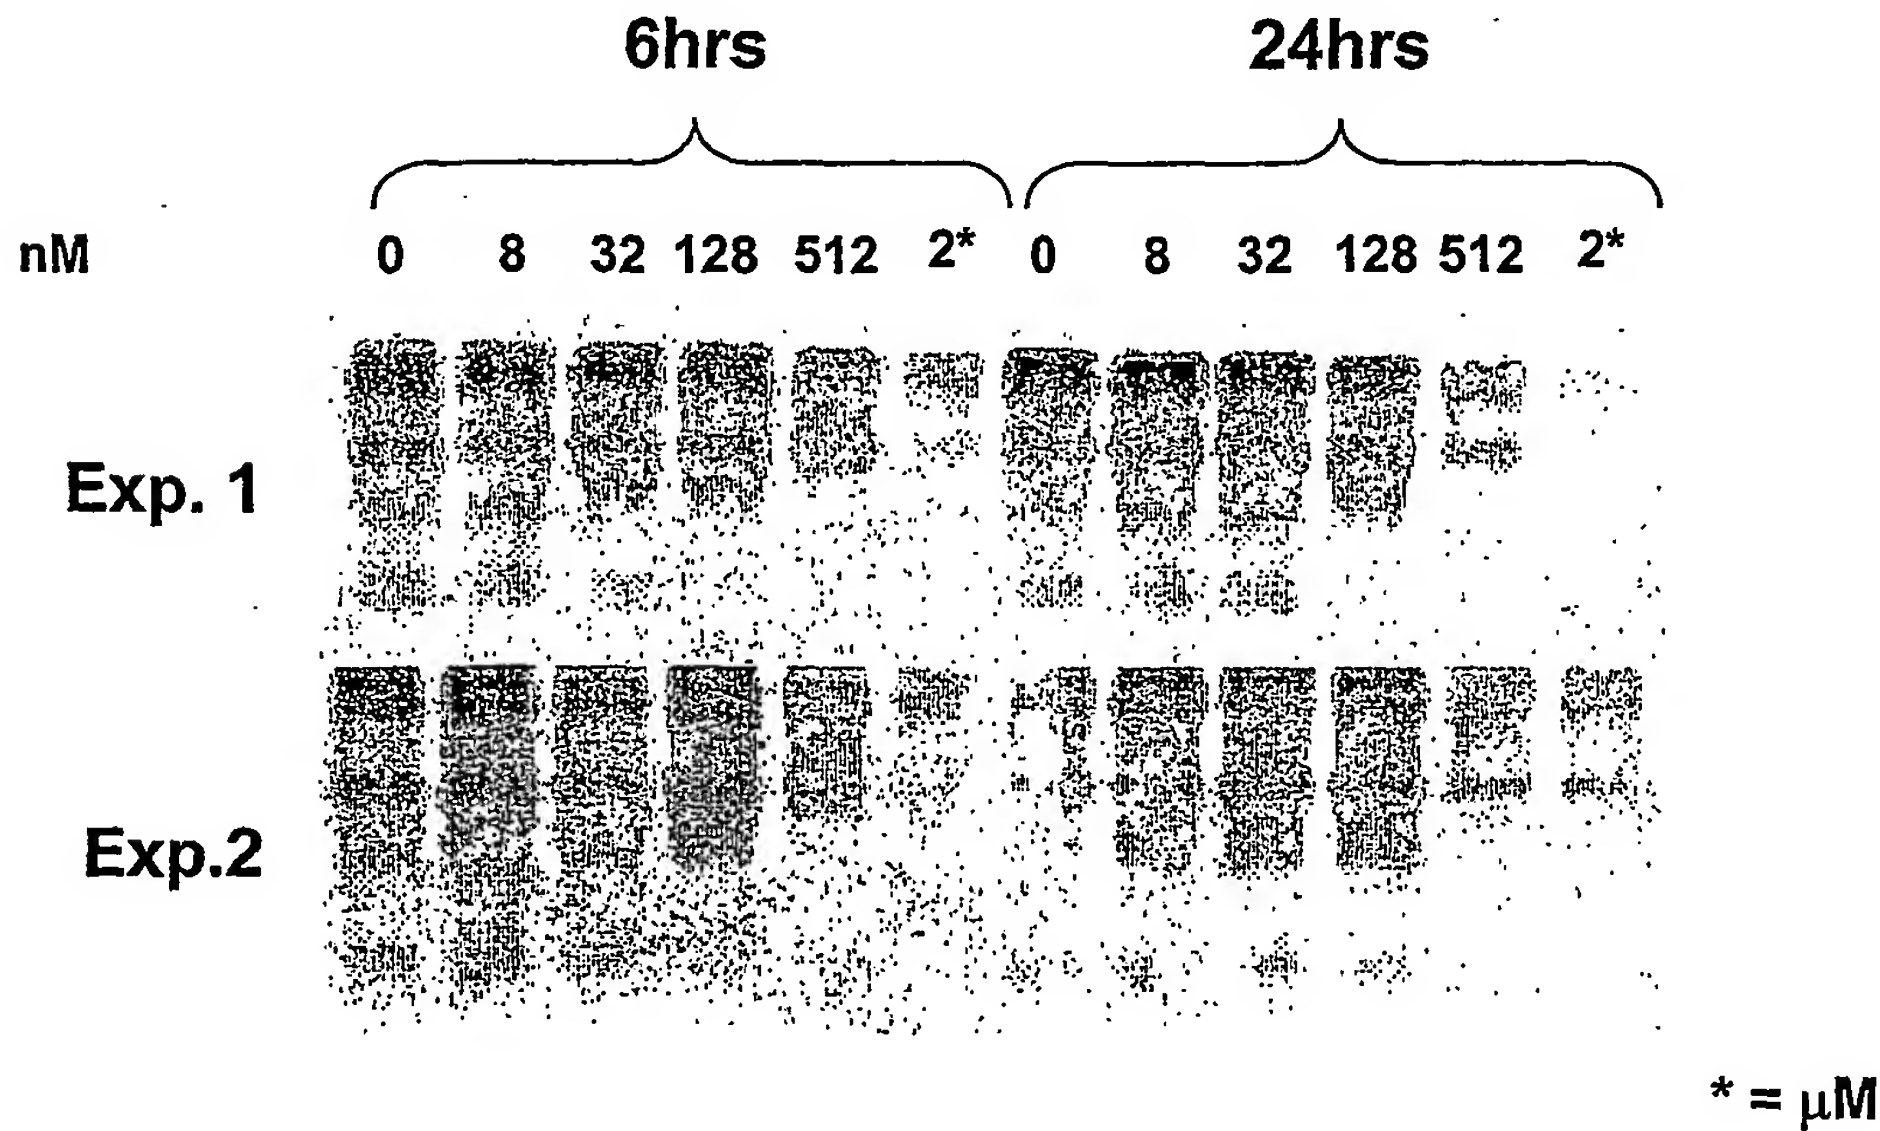 6hrs 24hrs
nM 0 8 32 128 512 2* 0 8 32 128 512 2*
Exp. 1
Exp.2
* = μM